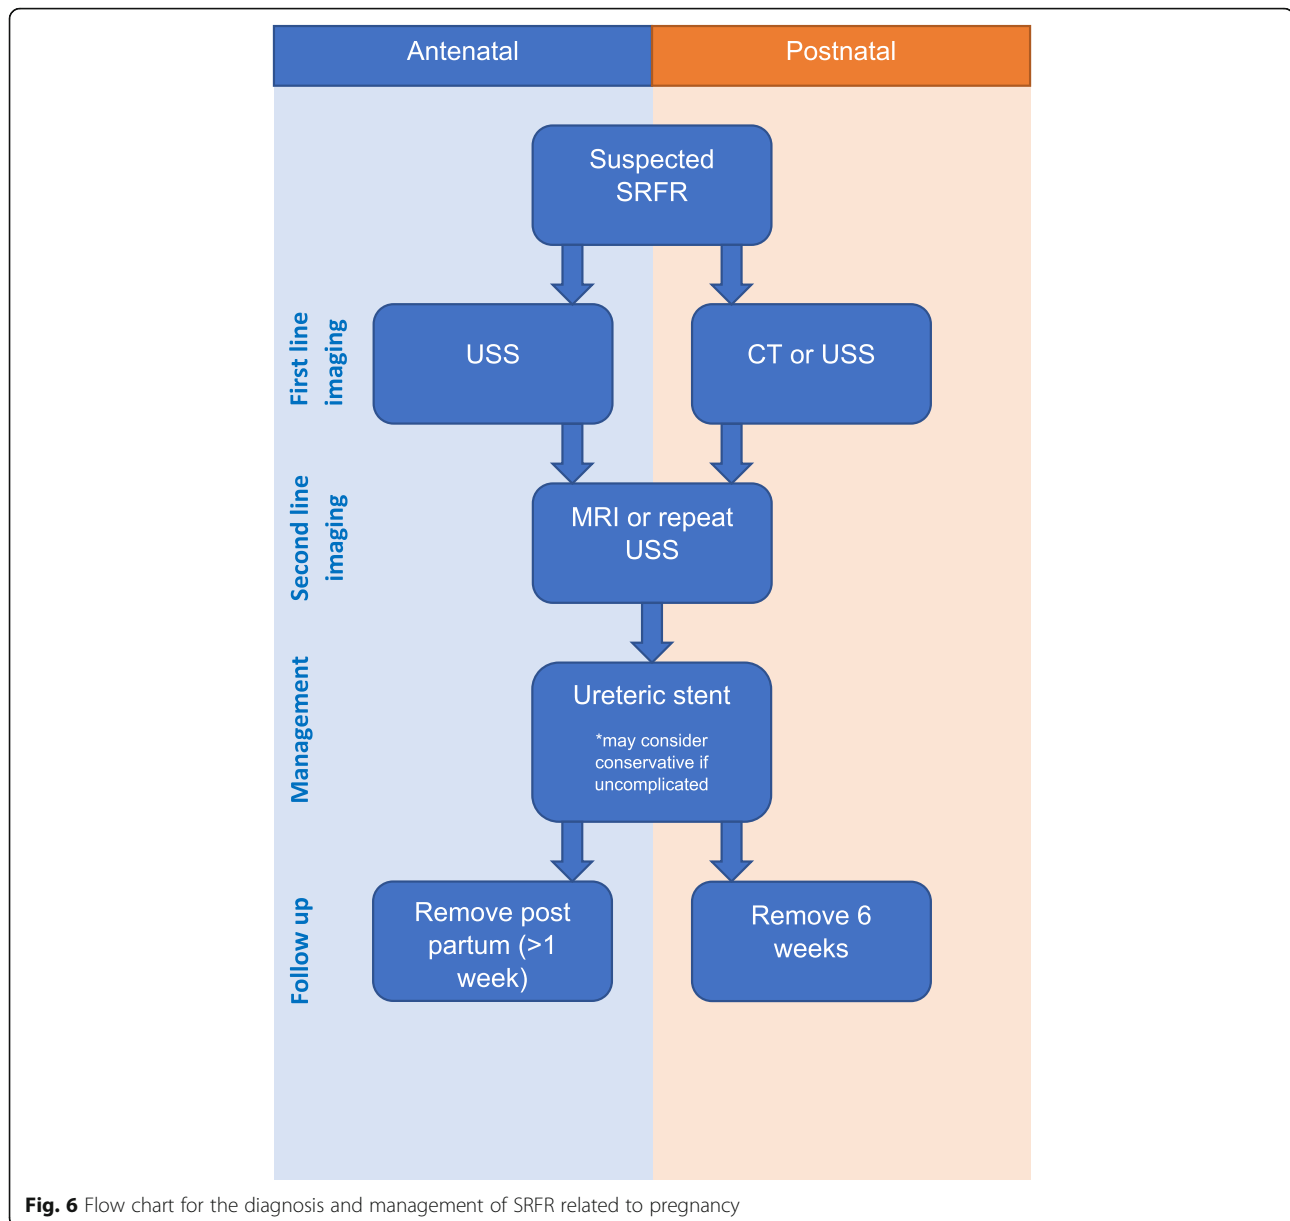 Antenatal
Postnatal
Suspected
SRFR
First line
imaging
USS
CT or USS
Second line
imaging
MRI or repeat
USS
Management
Ureteric stent
*may consider
conservative if
uncomplicated
Follow up
Remove post
partum (>1
week)
Remove 6
weeks
Fig. 6 Flow chart for the diagnosis and management of SRFR related to pregnancy